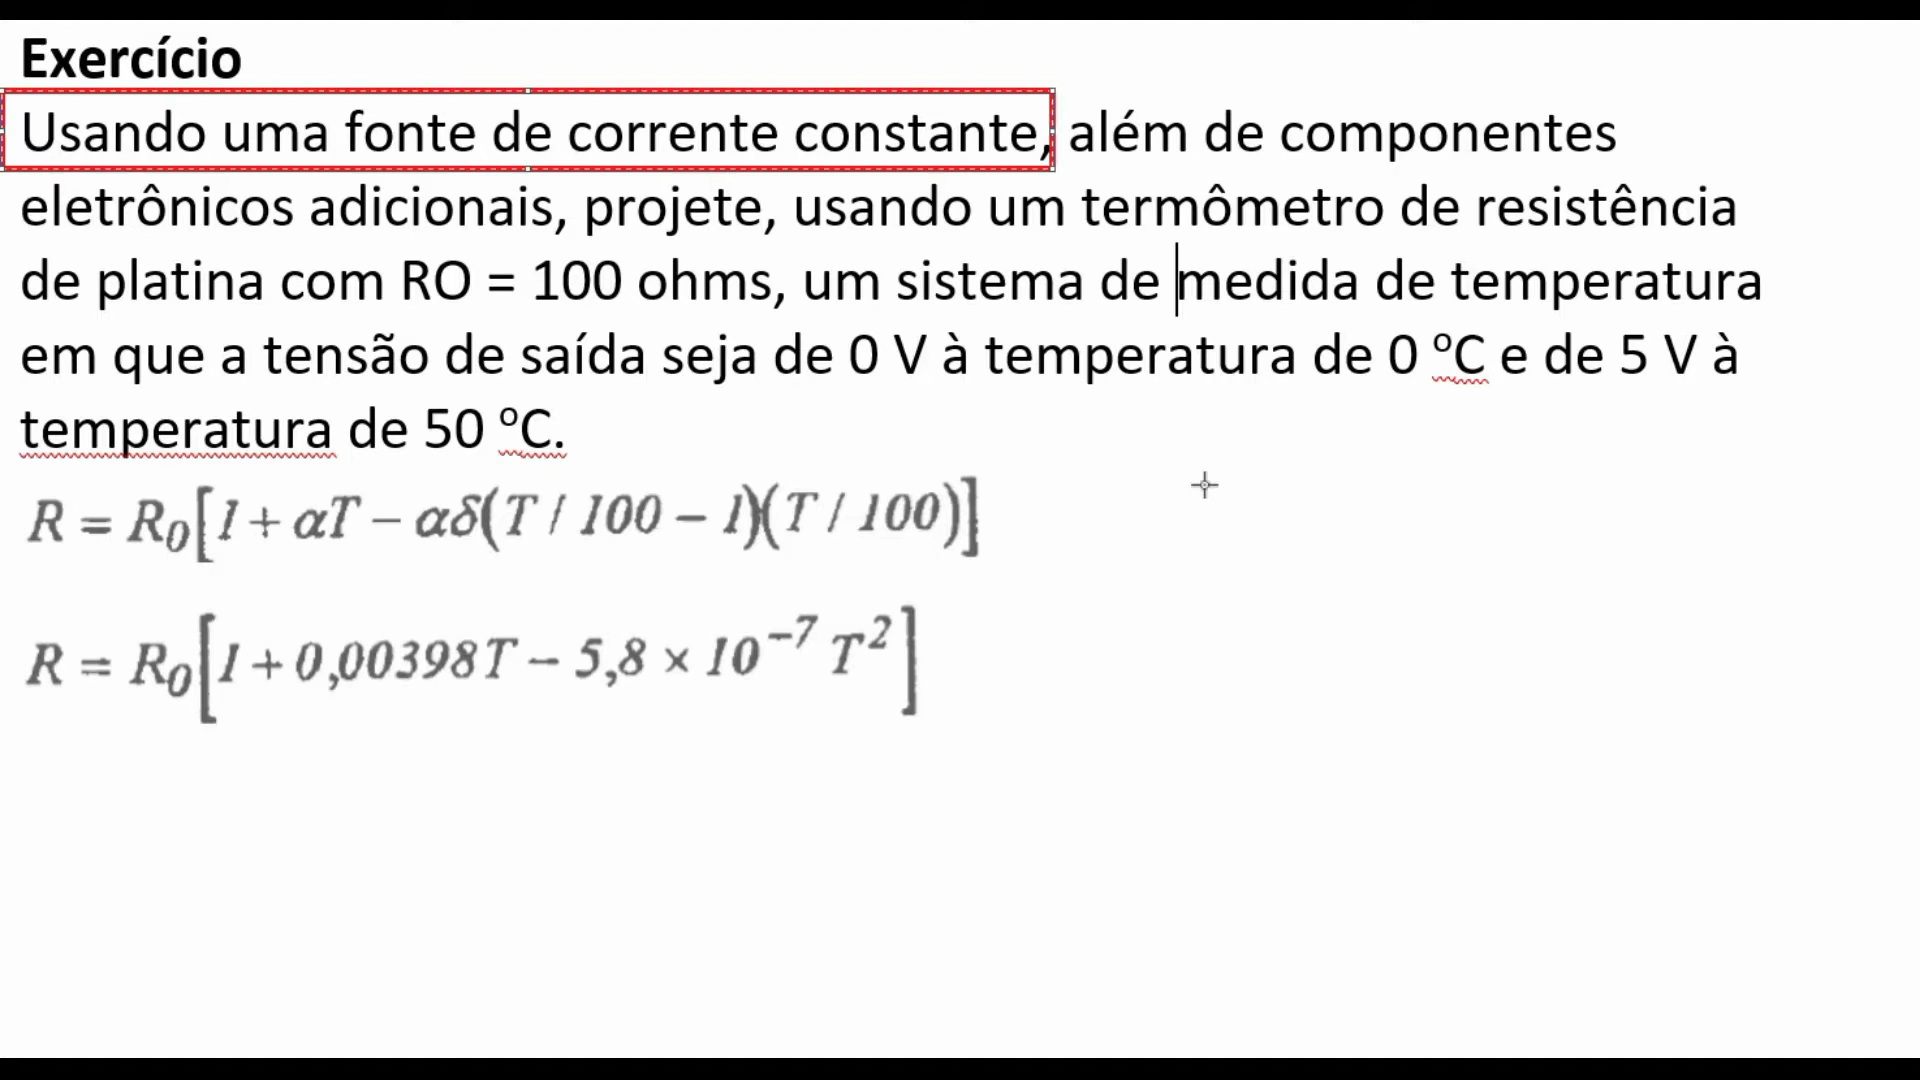 Exercício
Usando uma fonte de corrente constante, além de componentes
eletrônicos adicionais, projete, usando um termômetro de resistência
de platina com RO = 100 ohms, um sistema de medida de temperatura
em que a tensão de saída seja de 0 V à temperatura de 0 ºC e de 5 V à
temperatura de 50 ºC.
R = R₀[1 + αT − αδ(T / 100 − 1)(T / 100)]
R = R₀[1 + 0,00398T − 5,8 × 10⁻⁷ T²]